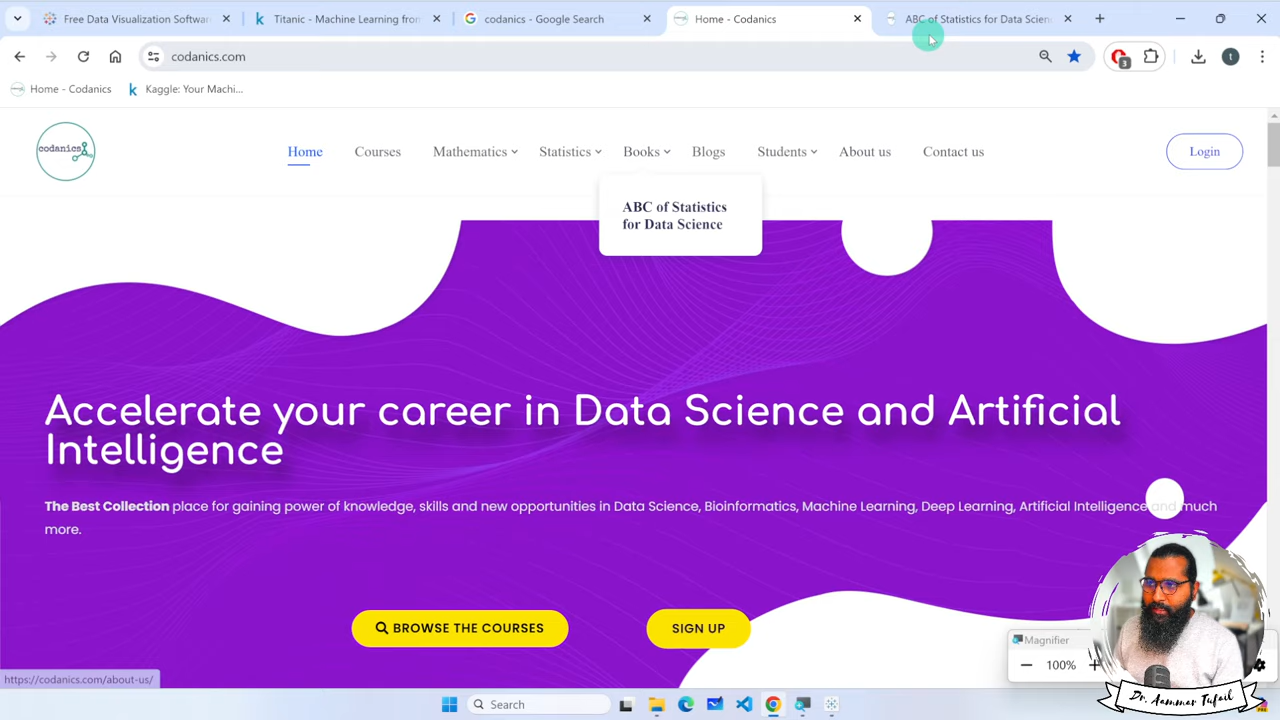 Free Data Visualization Software
Titanic - Machine Learning from
codanics - Google Search
Home - Codanics
ABC of Statistics for Data Scien
codanics.com
3
t
Home - Codanics
Kaggle: Your Machi...
codanics
Home
Courses
Mathematics
Statistics
Books
Blogs
Students
About us
Contact us
Login
ABC of Statistics
for Data Science
Accelerate your career in Data Science and Artificial
Intelligence
The Best Collection place for gaining power of knowledge, skills and new opportunities in Data Science, Bioinformatics, Machine Learning, Deep Learning, Artificial Intelligence and much
more.
BROWSE THE COURSES
SIGN UP
Magnifier
100%
https://codanics.com/about-us/
Dr. Aammar Tufail
Search